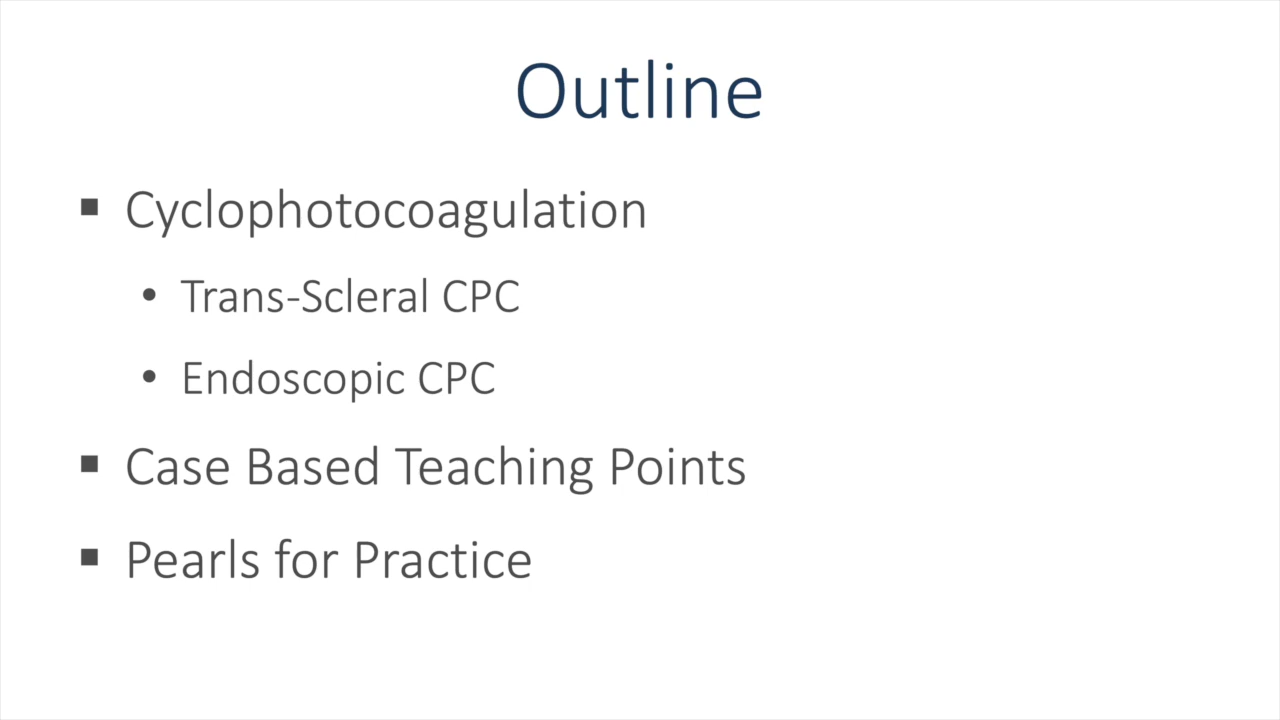 Outline
▪ Cyclophotocoagulation
• Trans-Scleral CPC
• Endoscopic CPC
▪ Case Based Teaching Points
▪ Pearls for Practice